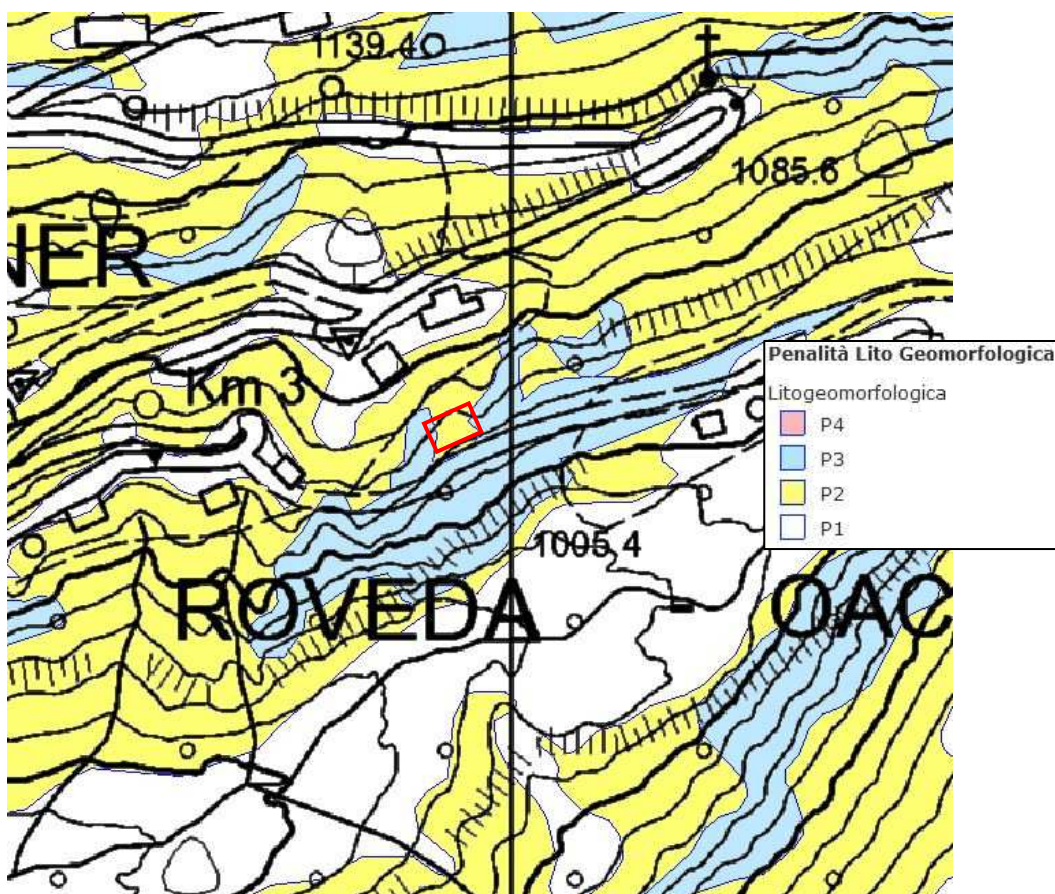 1139.4
1085.6
NER
Km 3
1005.4
ROVEDA
OAC
Penalità Lito Geomorfologica
Litogeomorfologica
P4
P3
P2
P1